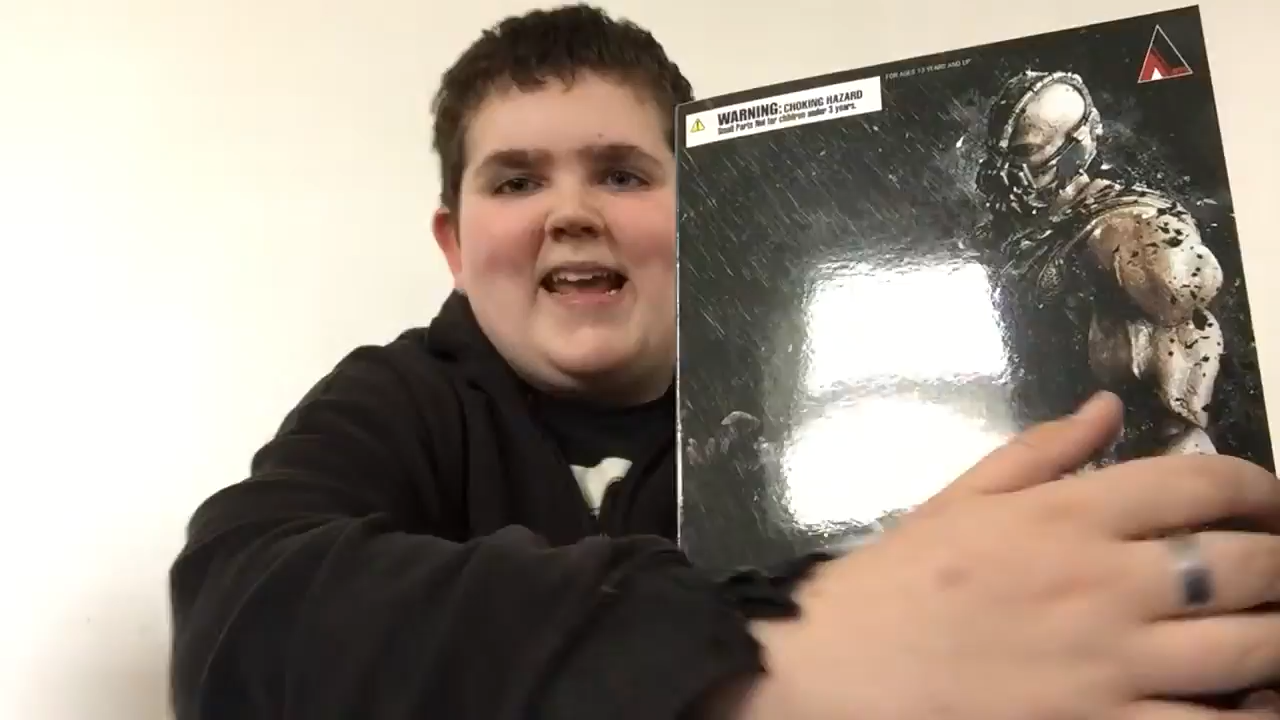 FOR AGES 13 YEARS AND UP
WARNING: CHOKING HAZARD
Small Parts Not for children under 3 years.